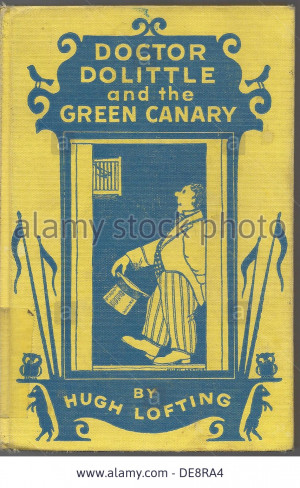 DOCTOR
DOLITTLE
and the
GREEN CANARY
alamy stock photo
BY
HUGH LOFTING
© www.alamy.com - DE8RA4